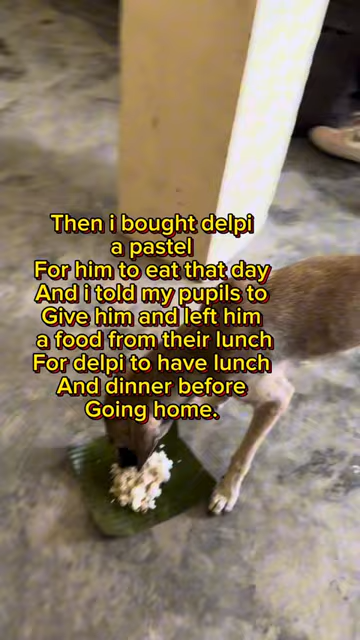 Then i bought delpi
a pastel
For him to eat that day
And i told my pupils to
Give him and left him
a food from their lunch
For delpi to have lunch
And dinner before
Going home.